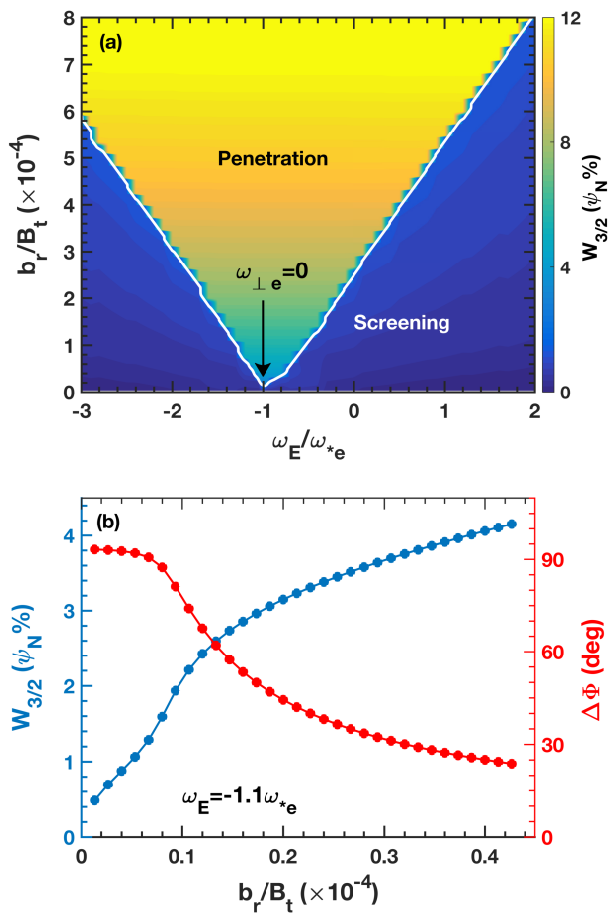 (a)
Penetration
ω⊥e=0
Screening
8
7
6
5
4
3
2
1
0
b_r/B_t (×10⁻⁴)
-3 -2 -1 0 1 2
ω_E/ω_*e
12
8
4
0
W_3/2 (ψ_N%)
(b)
4
3
2
1
0
W_3/2 (ψ_N%)
90
60
30
0
ΔΦ (deg)
ω_E=-1.1ω_*e
0 0.1 0.2 0.3 0.4
b_r/B_t (×10⁻⁴)